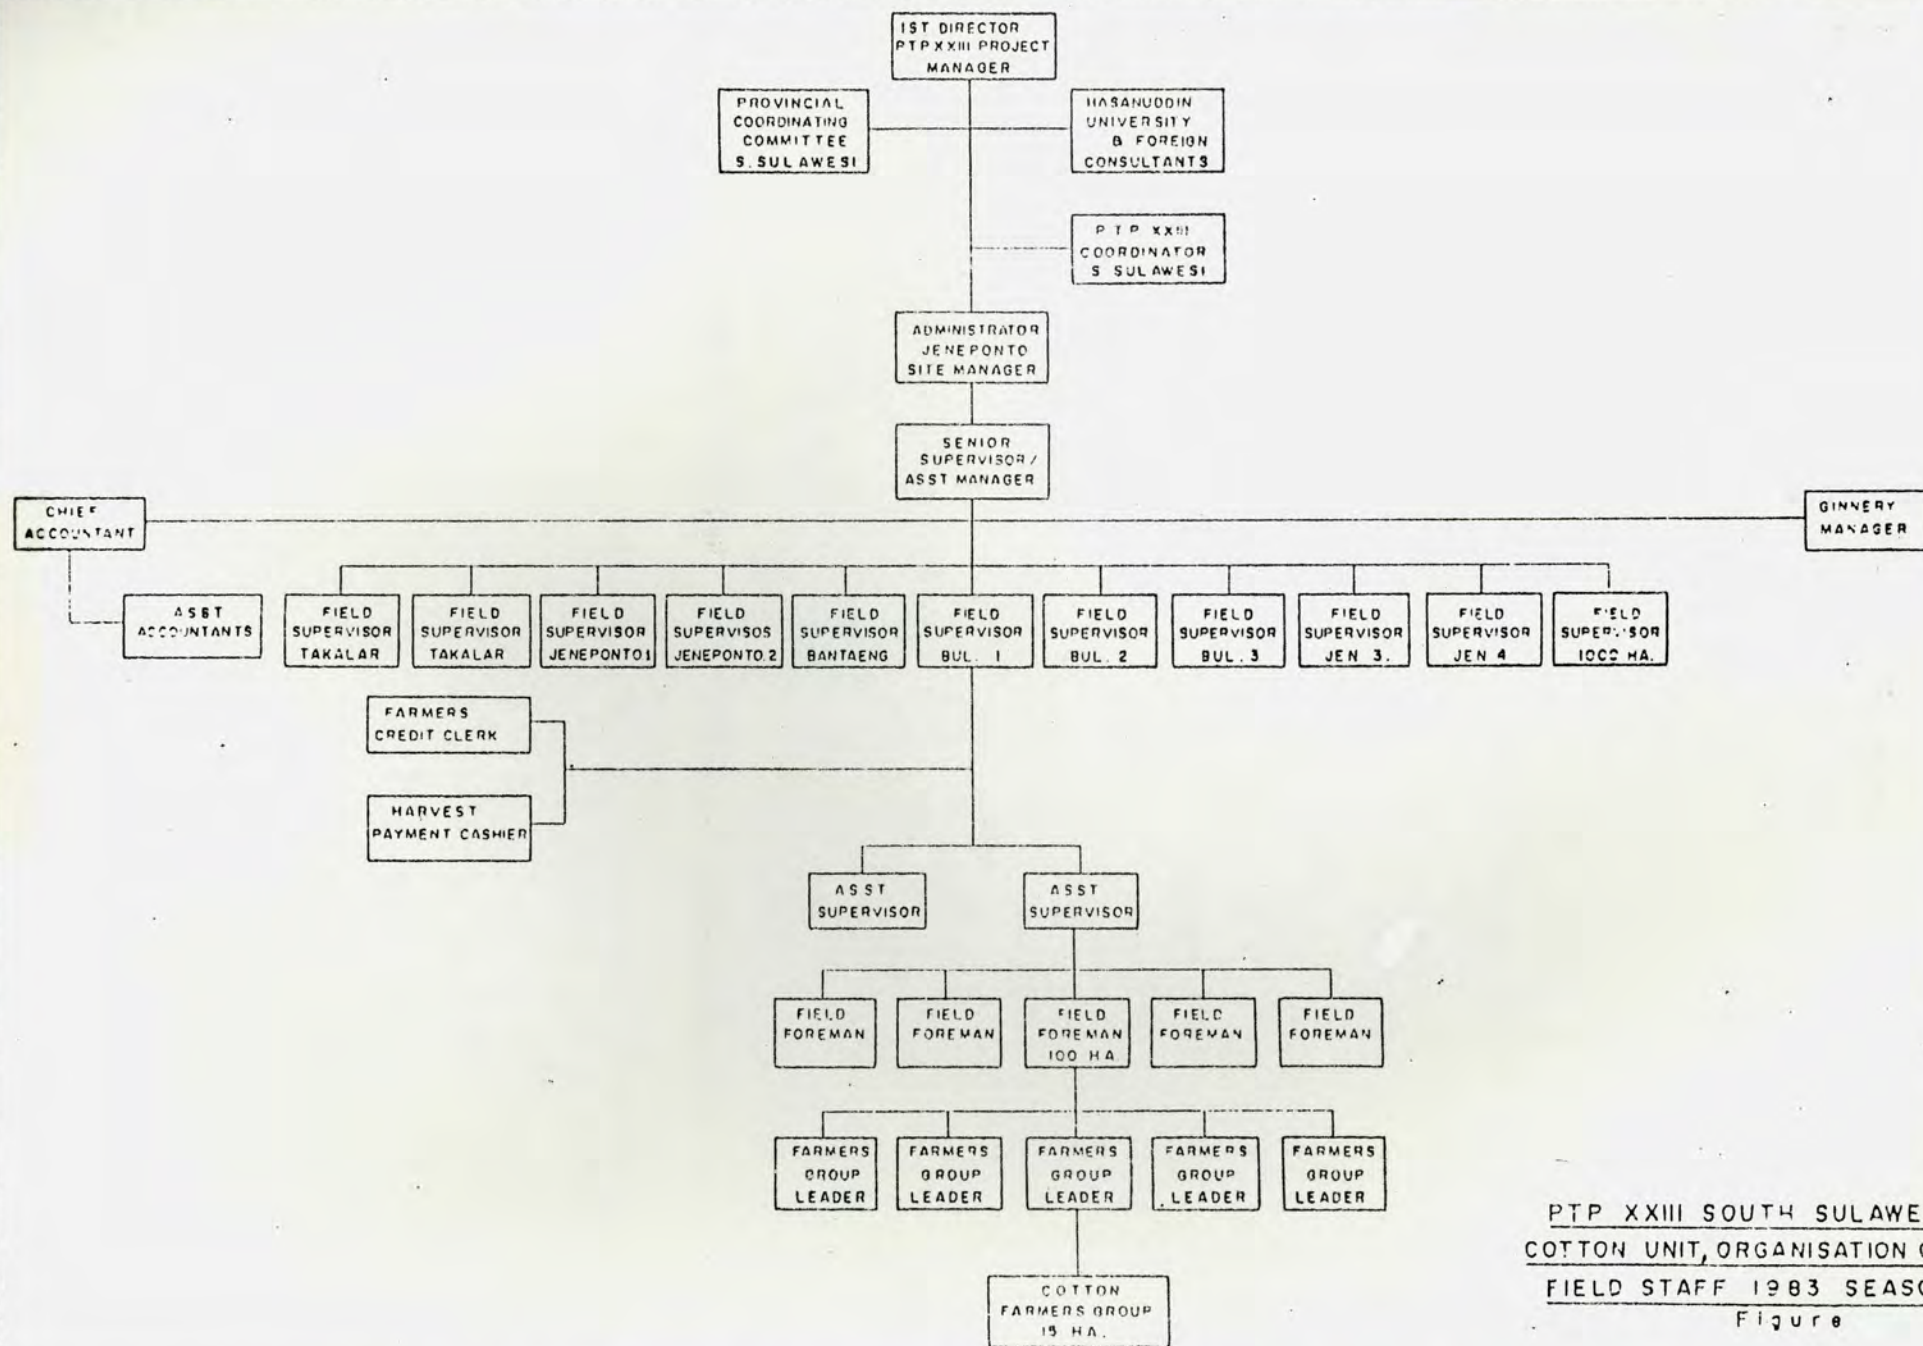 1ST DIRECTOR
PTP XXIII PROJECT
MANAGER
PROVINCIAL
COORDINATING
COMMITTEE
S. SULAWESI
HASANUDDIN
UNIVERSITY
& FOREIGN
CONSULTANTS
P T P XXIII
COORDINATOR
S SULAWESI
ADMINISTRATOR
JENEPONTO
SITE MANAGER
SENIOR
SUPERVISOR/
ASST MANAGER
CHIEF
ACCOUNTANT
GINNERY
MANAGER
ASST
ACCOUNTANTS
FIELD
SUPERVISOR
TAKALAR
FIELD
SUPERVISOR
TAKALAR
FIELD
SUPERVISOR
JENEPONTO 1
FIELD
SUPERVISOS
JENEPONTO.2
FIELD
SUPERVISOR
BANTAENG
FIELD
SUPERVISOR
BUL. 1
FIELD
SUPERVISOR
BUL. 2
FIELD
SUPERVISOR
BUL. 3
FIELD
SUPERVISOR
JEN 3.
FIELD
SUPERVISOR
JEN 4
FIELD
SUPERVISOR
1000 HA.
FARMERS
CREDIT CLERK
HARVEST
PAYMENT CASHIER
ASST
SUPERVISOR
ASST
SUPERVISOR
FIELD
FOREMAN
FIELD
FOREMAN
FIELD
FOREMAN
100 HA
FIELD
FOREMAN
FIELD
FOREMAN
FARMERS
GROUP
LEADER
FARMERS
GROUP
LEADER
FARMERS
GROUP
LEADER
FARMERS
GROUP
LEADER
FARMERS
GROUP
LEADER
COTTON
FARMERS GROUP
15 HA.
PTP XXIII SOUTH SULAWE
COTTON UNIT, ORGANISATION
FIELD STAFF 1983 SEASO
Figure